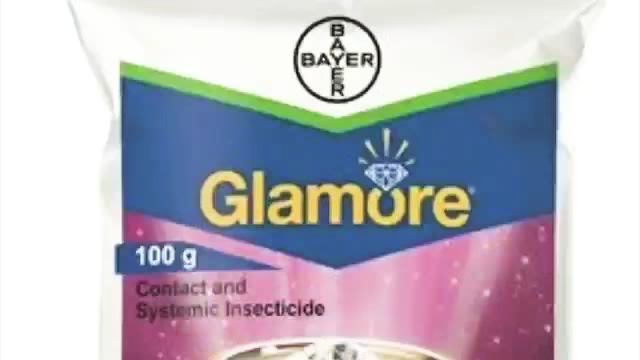 BAYER
BAYER
Glamore
100 g
Contact and
Systemic Insecticide